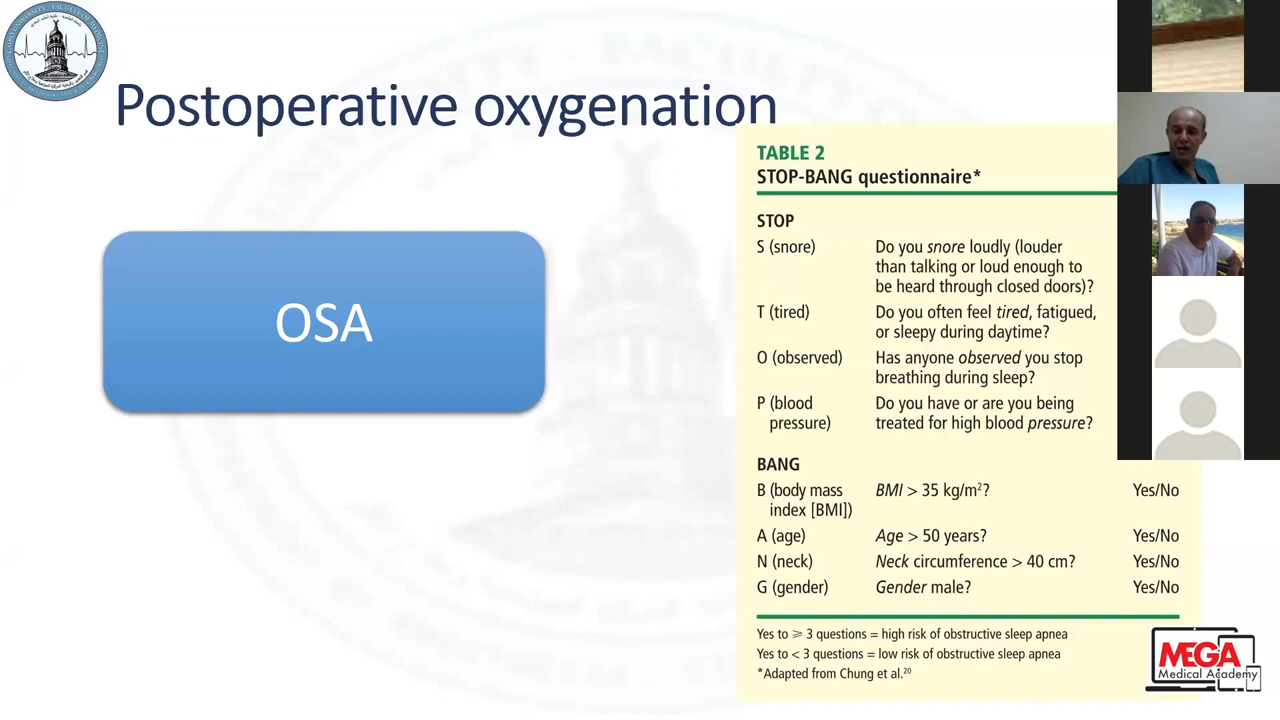 Postoperative oxygenation
OSA
TABLE 2
STOP-BANG questionnaire*
STOP
S (snore) Do you snore loudly (louder
than talking or loud enough to
be heard through closed doors)?
T (tired) Do you often feel tired, fatigued,
or sleepy during daytime?
O (observed) Has anyone observed you stop
breathing during sleep?
P (blood Do you have or are you being
pressure) treated for high blood pressure?
BANG
B (body mass BMI > 35 kg/m²? Yes/No
index [BMI])
A (age) Age > 50 years? Yes/No
N (neck) Neck circumference > 40 cm? Yes/No
G (gender) Gender male? Yes/No
Yes to ⩾ 3 questions = high risk of obstructive sleep apnea
Yes to < 3 questions = low risk of obstructive sleep apnea
*Adapted from Chung et al.²⁰
MEGA
Medical Academy